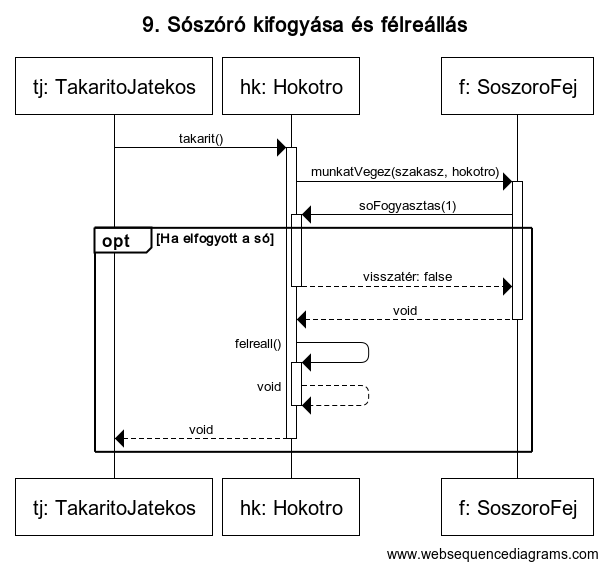 9. Sószóró kifogyása és félreállás
tj: TakaritoJatekos
hk: Hokotro
f: SoszoroFej
takarit()
munkatVegez(szakasz, hokotro)
soFogyasztas(1)
opt
[Ha elfogyott a só]
visszatér: false
void
felreall()
void
void
tj: TakaritoJatekos
hk: Hokotro
f: SoszoroFej
www.websequencediagrams.com